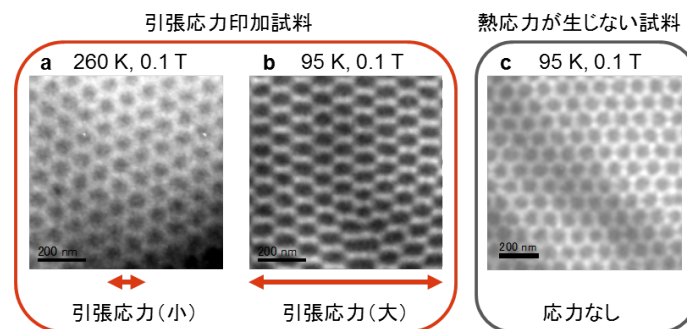 引張応力印加試料
熱応力が生じない試料
a 260 K, 0.1 T
b 95 K, 0.1 T
c 95 K, 0.1 T
200 nm
200 nm
200 nm
引張応力（小）
引張応力（大）
応力なし